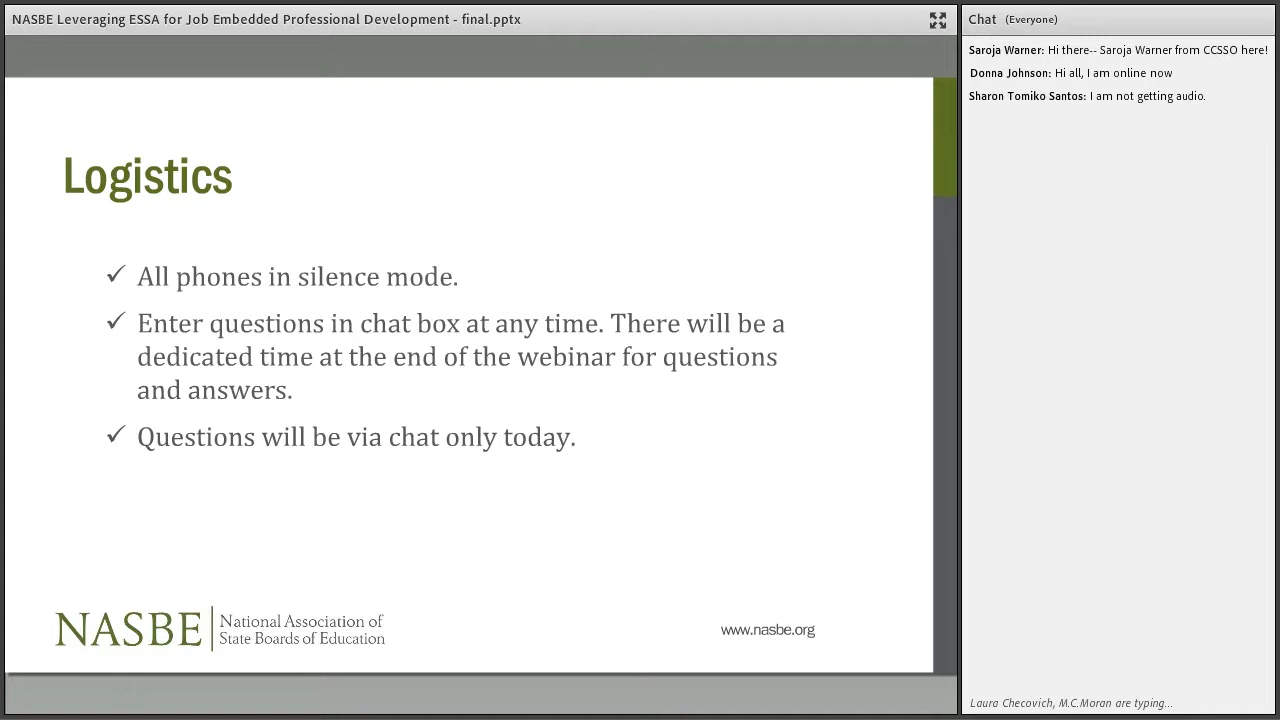 NASBE Leveraging ESSA for Job Embedded Professional Development - final.pptx
Logistics
✓ All phones in silence mode.
✓ Enter questions in chat box at any time. There will be a
dedicated time at the end of the webinar for questions
and answers.
✓ Questions will be via chat only today.
NASBE
National Association of
State Boards of Education
www.nasbe.org
Chat (Everyone)
Saroja Warner: Hi there-- Saroja Warner from CCSSO here!
Donna Johnson: Hi all, I am online now
Sharon Tomiko Santos: I am not getting audio.
Laura Checovich, M.C.Moran are typing...